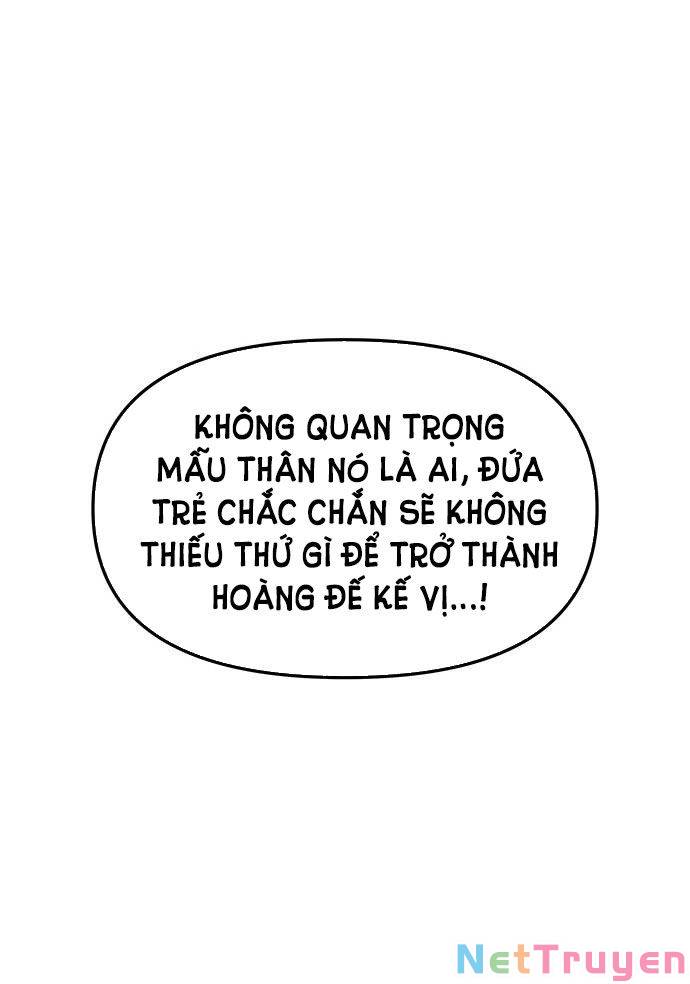 KHÔNG QUAN TRỌNG
MẪU THÂN NÓ LÀ AI, ĐỨA
TRẺ CHẮC CHẮN SẼ KHÔNG
THIẾU THỨ GÌ ĐỂ TRỞ THÀNH
HOÀNG ĐẾ KẾ VỊ...!
NetTruyen